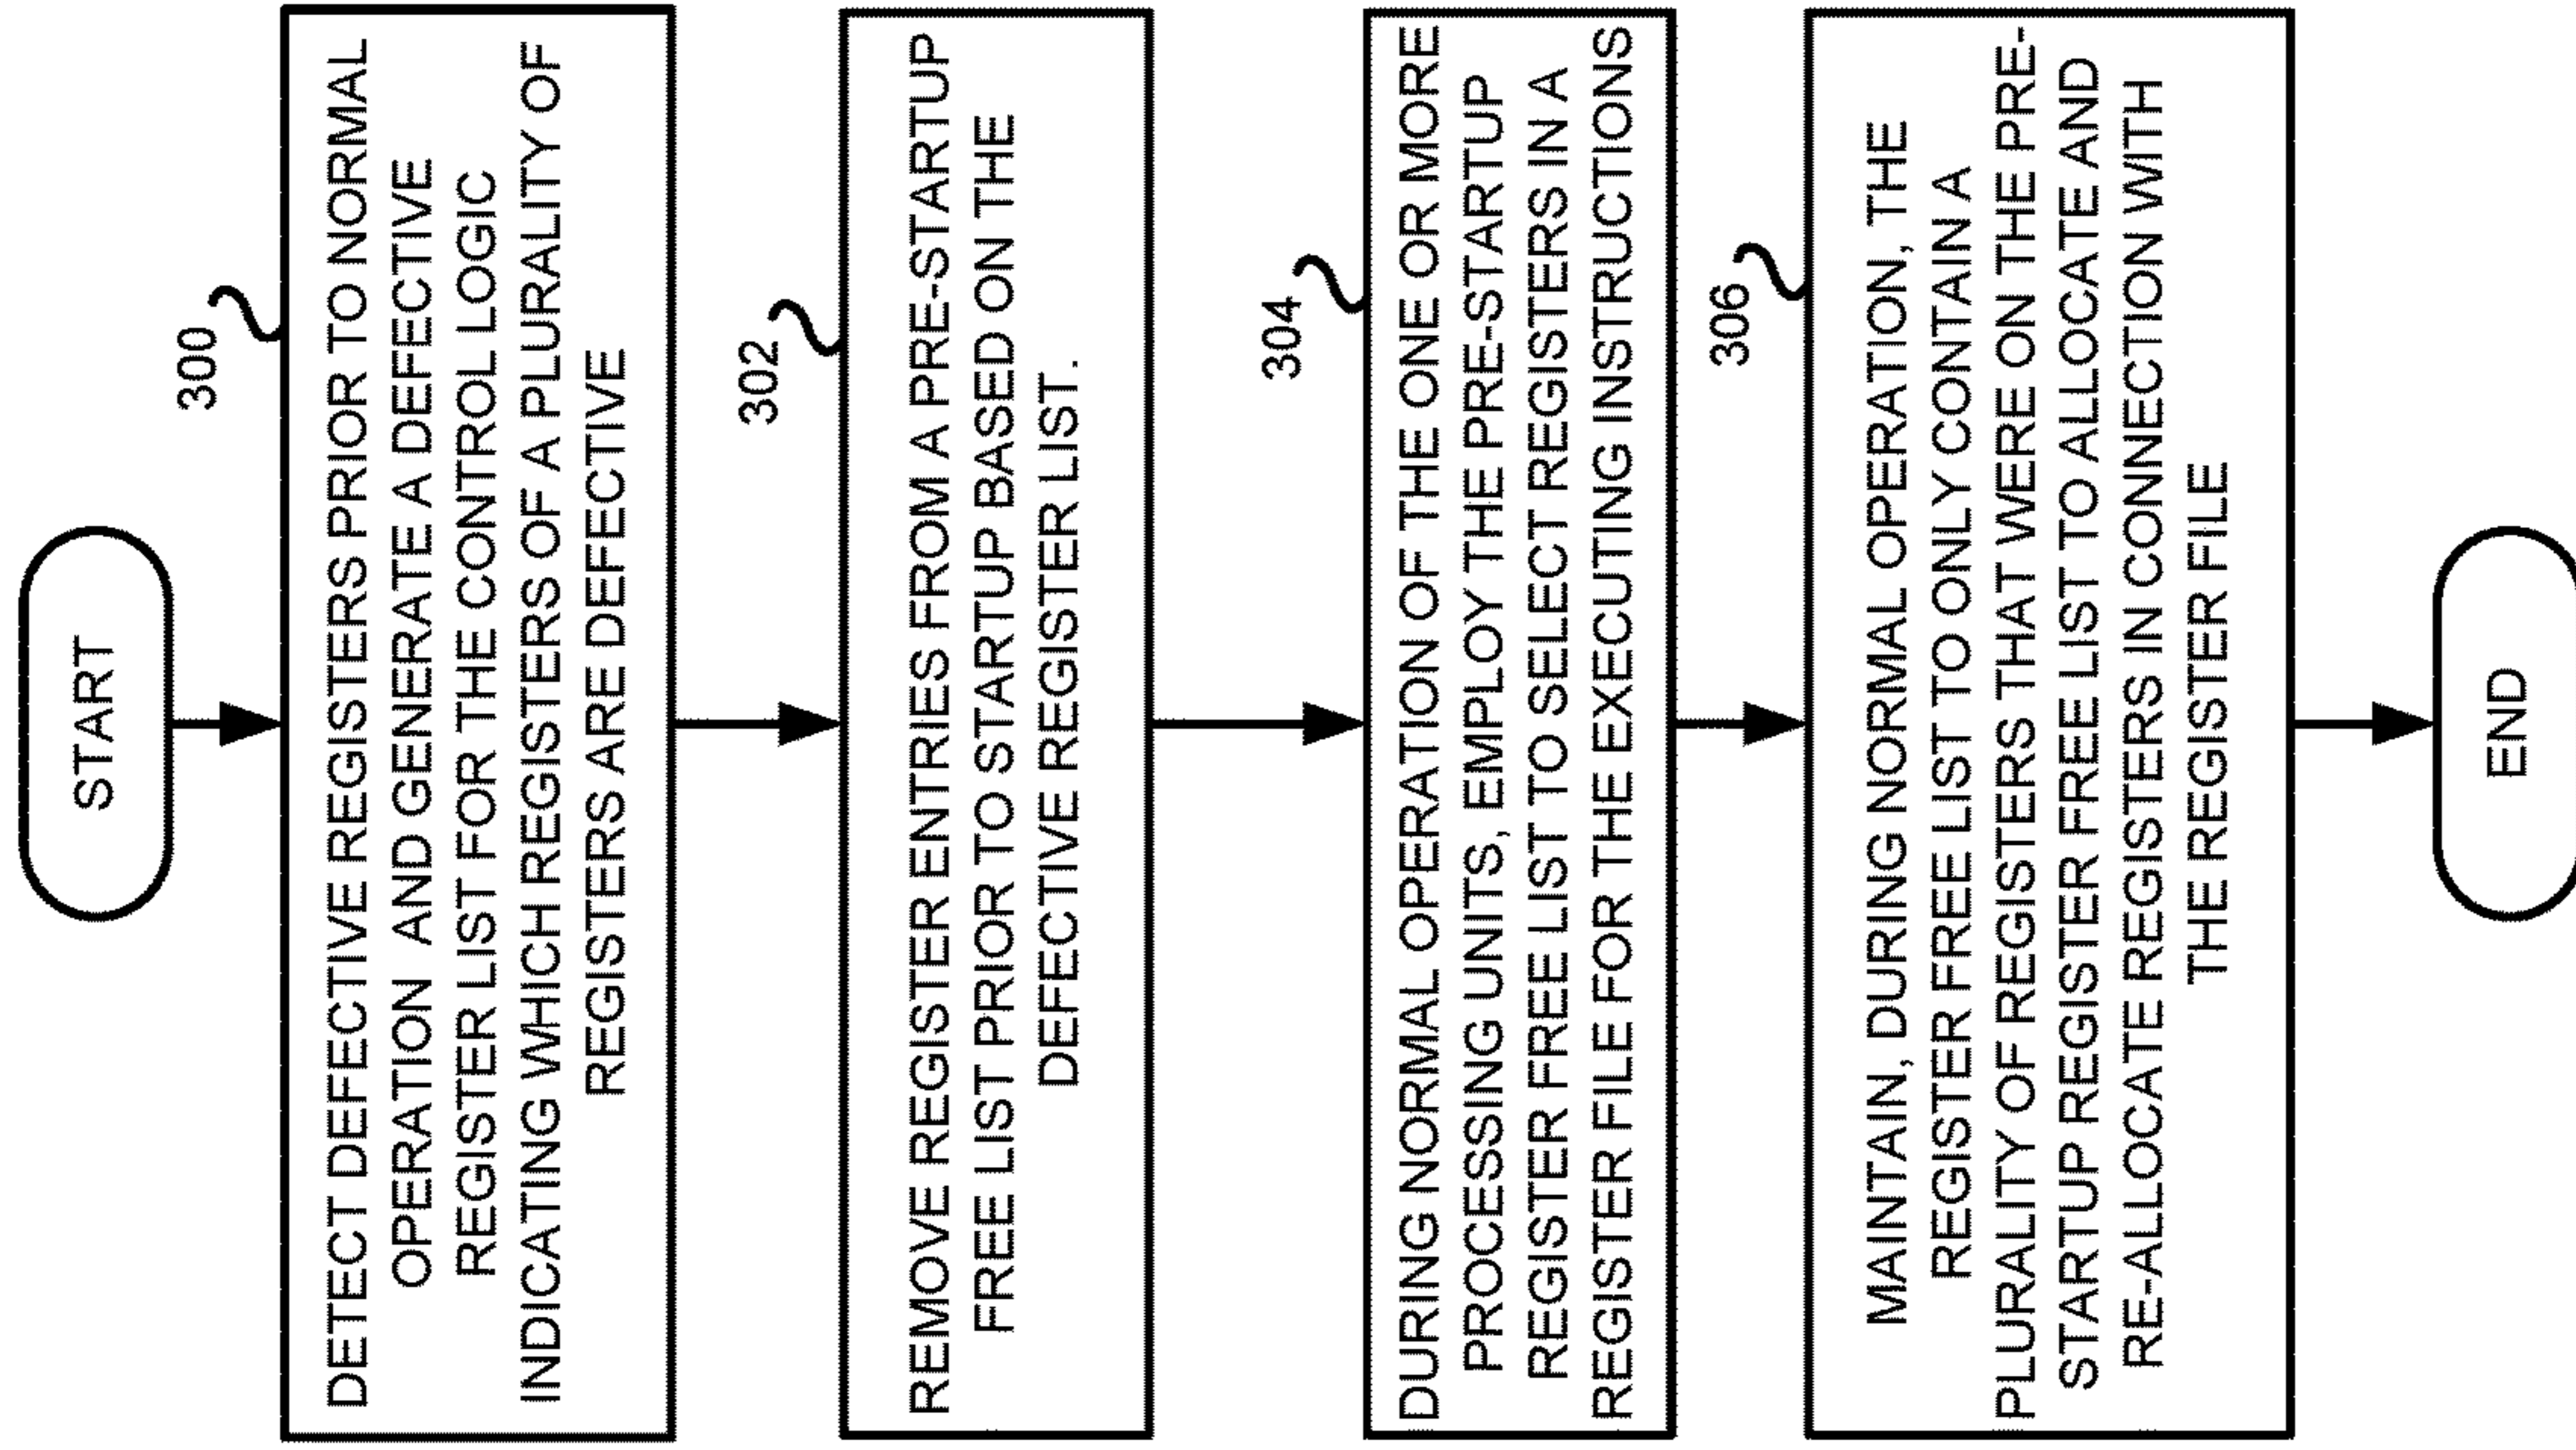 START
300
DETECT DEFECTIVE REGISTERS PRIOR TO NORMAL
OPERATION AND GENERATE A DEFECTIVE
REGISTER LIST FOR THE CONTROL LOGIC
INDICATING WHICH REGISTERS OF A PLURALITY OF
REGISTERS ARE DEFECTIVE
302
REMOVE REGISTER ENTRIES FROM A PRE-STARTUP
FREE LIST PRIOR TO STARTUP BASED ON THE
DEFECTIVE REGISTER LIST.
304
DURING NORMAL OPERATION OF THE ONE OR MORE
PROCESSING UNITS, EMPLOY THE PRE-STARTUP
REGISTER FREE LIST TO SELECT REGISTERS IN A
REGISTER FILE FOR THE EXECUTING INSTRUCTIONS
306
MAINTAIN, DURING NORMAL OPERATION, THE
REGISTER FREE LIST TO ONLY CONTAIN A
PLURALITY OF REGISTERS THAT WERE ON THE PRE-
STARTUP REGISTER FREE LIST TO ALLOCATE AND
RE-ALLOCATE REGISTERS IN CONNECTION WITH
THE REGISTER FILE
END